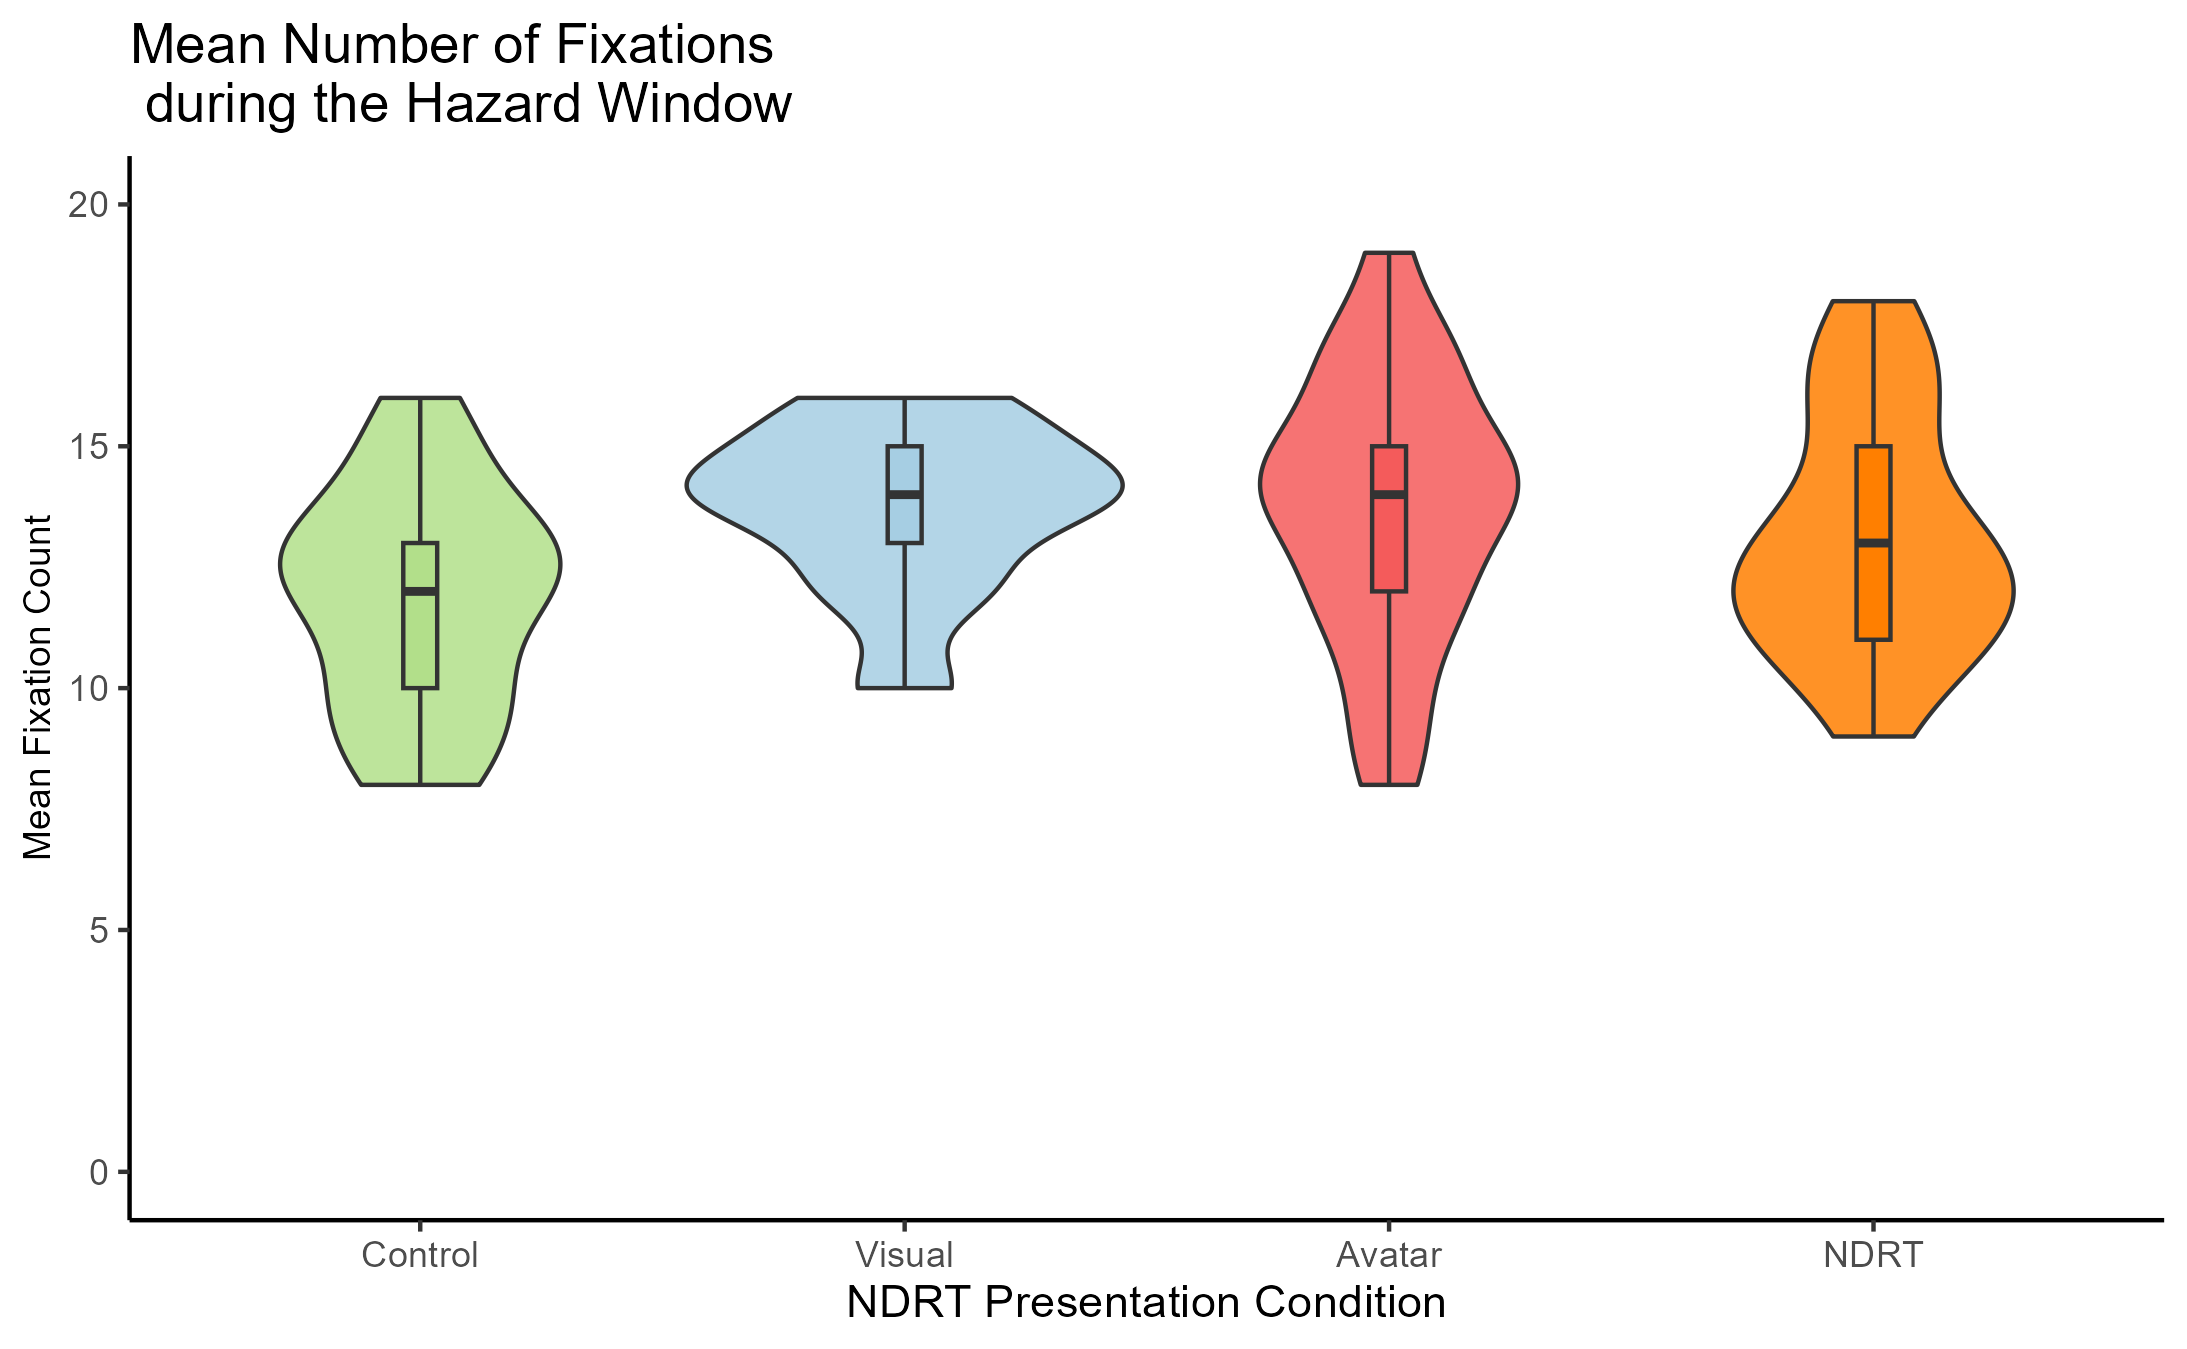 Mean Number of Fixations
during the Hazard Window
Mean Fixation Count
20
15
10
5
0
Control
Visual
Avatar
NDRT
NDRT Presentation Condition